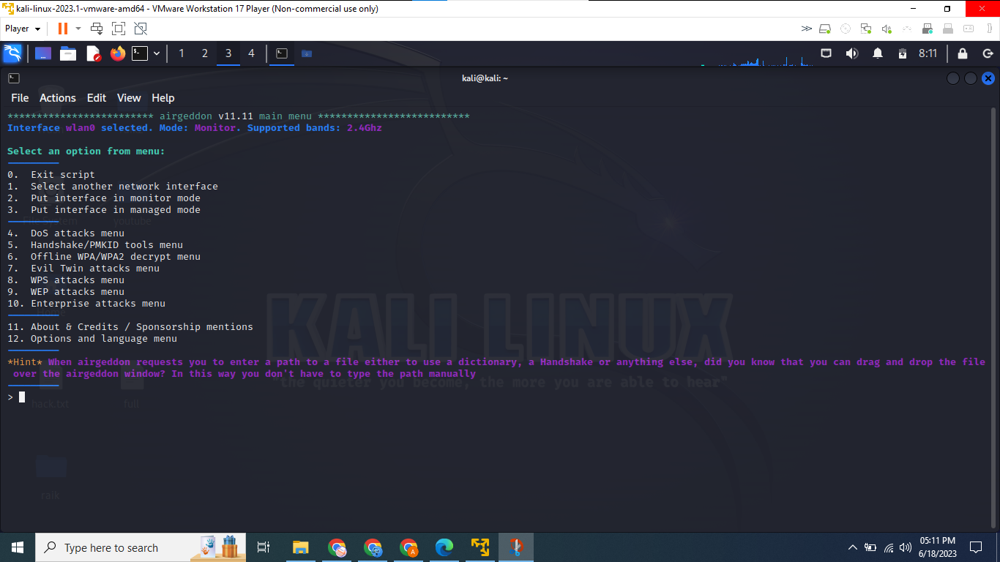 kali-linux-2023.1-vmware-amd64 - VMware Workstation 17 Player (Non-commercial use only)
Player
1 2 3 4 8:11
kali@kali: ~
File Actions Edit View Help
************************* airgeddon v11.11 main menu **************************
Interface wlan0 selected. Mode: Monitor. Supported bands: 2.4Ghz
Select an option from menu:
0. Exit script
1. Select another network interface
2. Put interface in monitor mode
3. Put interface in managed mode
File System youtube
4. DoS attacks menu
5. Handshake/PMKID tools menu
6. Offline WPA/WPA2 decrypt menu
7. Evil Twin attacks menu
8. WPS attacks menu
9. WEP attacks menu
10. Enterprise attacks menu
Home
KALI LINUX
11. About & Credits / Sponsorship mentions
12. Options and language menu
*Hint* When airgeddon requests you to enter a path to a file either to use a dictionary, a Handshake or anything else, did you know that you can drag and drop the file
over the airgeddon window? In this way you don't have to type the path manually
"the quieter you become, the more you are able to hear"
>
hack.txt full
ralk
Type here to search
05:11 PM
6/18/2023